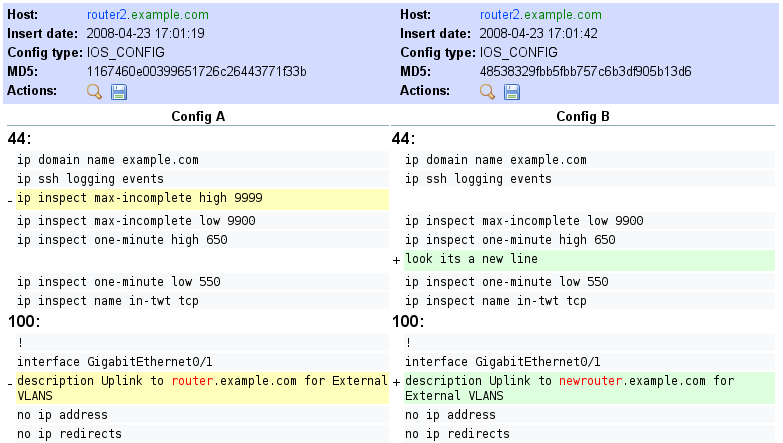 Host: router2.example.com
Insert date: 2008-04-23 17:01:19
Config type: IOS_CONFIG
MD5: 1167460e00399651726c26443771f33b
Actions:
Host: router2.example.com
Insert date: 2008-04-23 17:01:42
Config type: IOS_CONFIG
MD5: 48538329fbb5fbb757c6b3df905b13d6
Actions:
Config A
44:
ip domain name example.com
ip ssh logging events
- ip inspect max-incomplete high 9999
ip inspect max-incomplete low 9900
ip inspect one-minute high 650
ip inspect one-minute low 550
ip inspect name in-twt tcp
100:
!
interface GigabitEthernet0/1
- description Uplink to router.example.com for External
VLANS
no ip address
no ip redirects
Config B
44:
ip domain name example.com
ip ssh logging events
ip inspect max-incomplete low 9900
ip inspect one-minute high 650
+ look its a new line
ip inspect one-minute low 550
ip inspect name in-twt tcp
100:
!
interface GigabitEthernet0/1
+ description Uplink to newrouter.example.com for
External VLANS
no ip address
no ip redirects